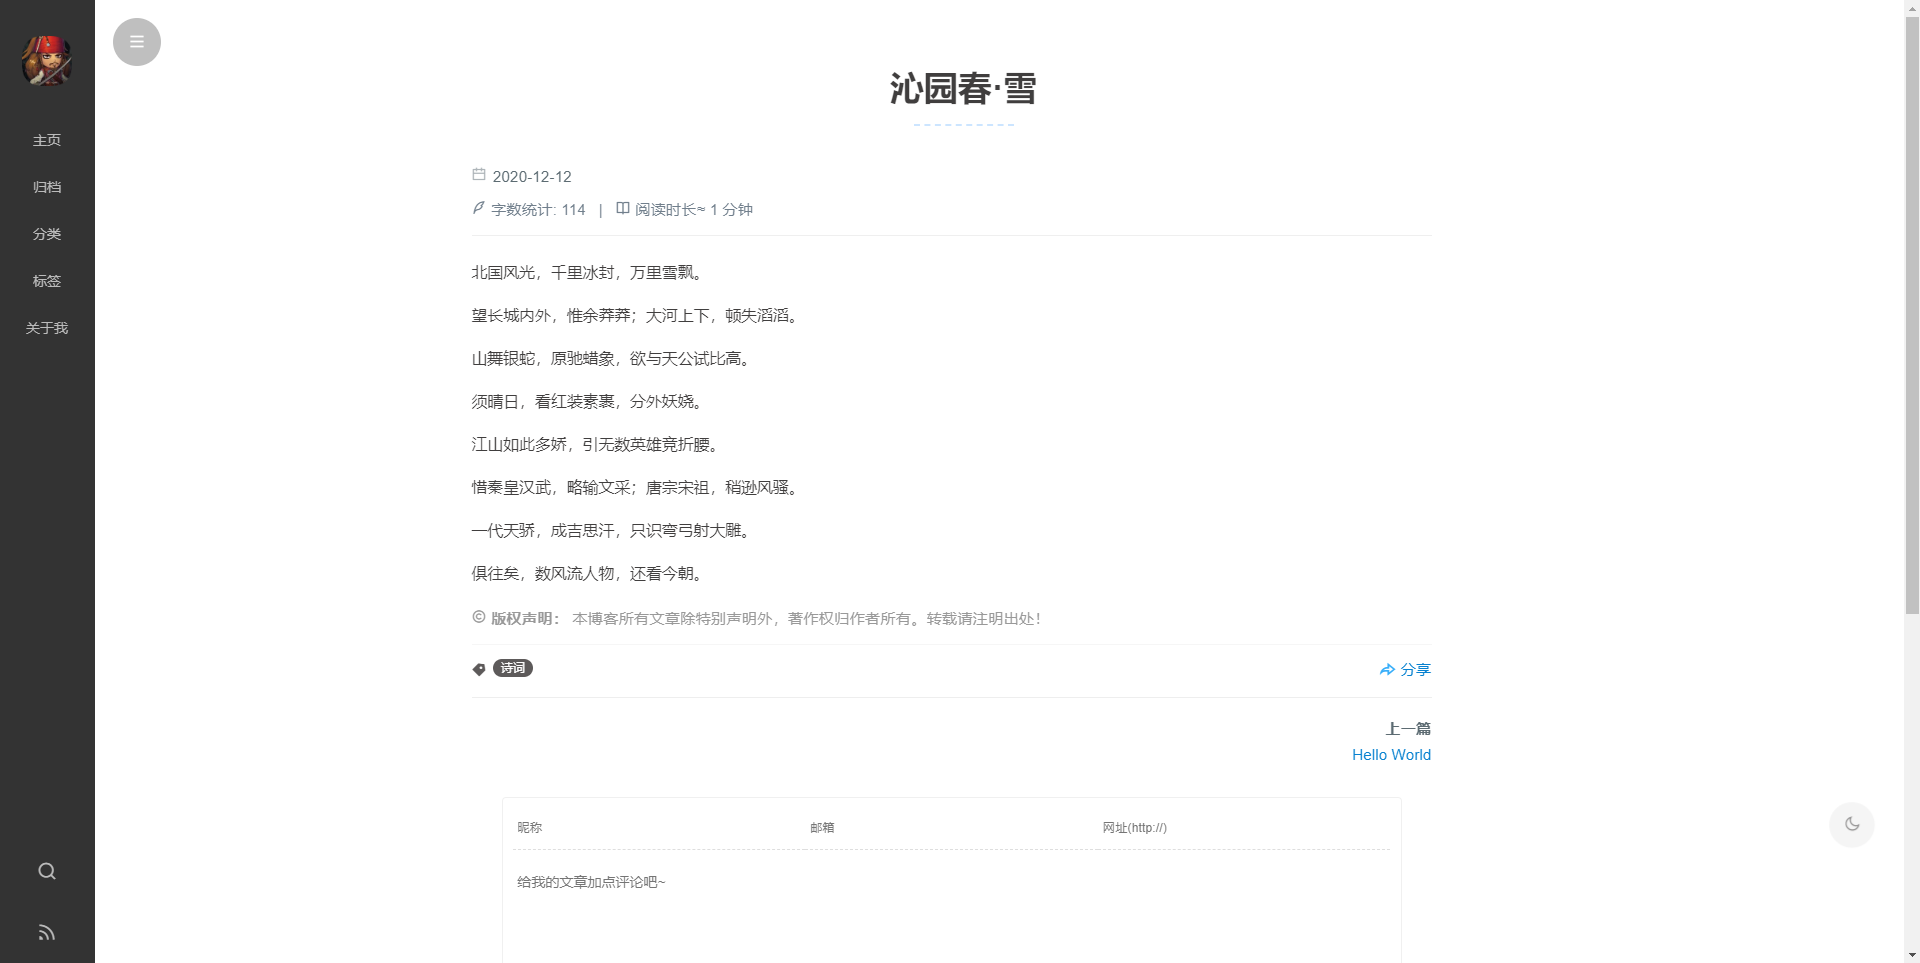 主页
归档
分类
标签
关于我
沁园春·雪
2020-12-12
字数统计: 114 | 阅读时长≈ 1 分钟
北国风光，千里冰封，万里雪飘。
望长城内外，惟余莽莽；大河上下，顿失滔滔。
山舞银蛇，原驰蜡象，欲与天公试比高。
须晴日，看红装素裹，分外妖娆。
江山如此多娇，引无数英雄竞折腰。
惜秦皇汉武，略输文采；唐宗宋祖，稍逊风骚。
一代天骄，成吉思汗，只识弯弓射大雕。
俱往矣，数风流人物，还看今朝。
© 版权声明： 本博客所有文章除特别声明外，著作权归作者所有。转载请注明出处！
诗词
分享
上一篇
Hello World
昵称 邮箱 网址(http://)
给我的文章加点评论吧~